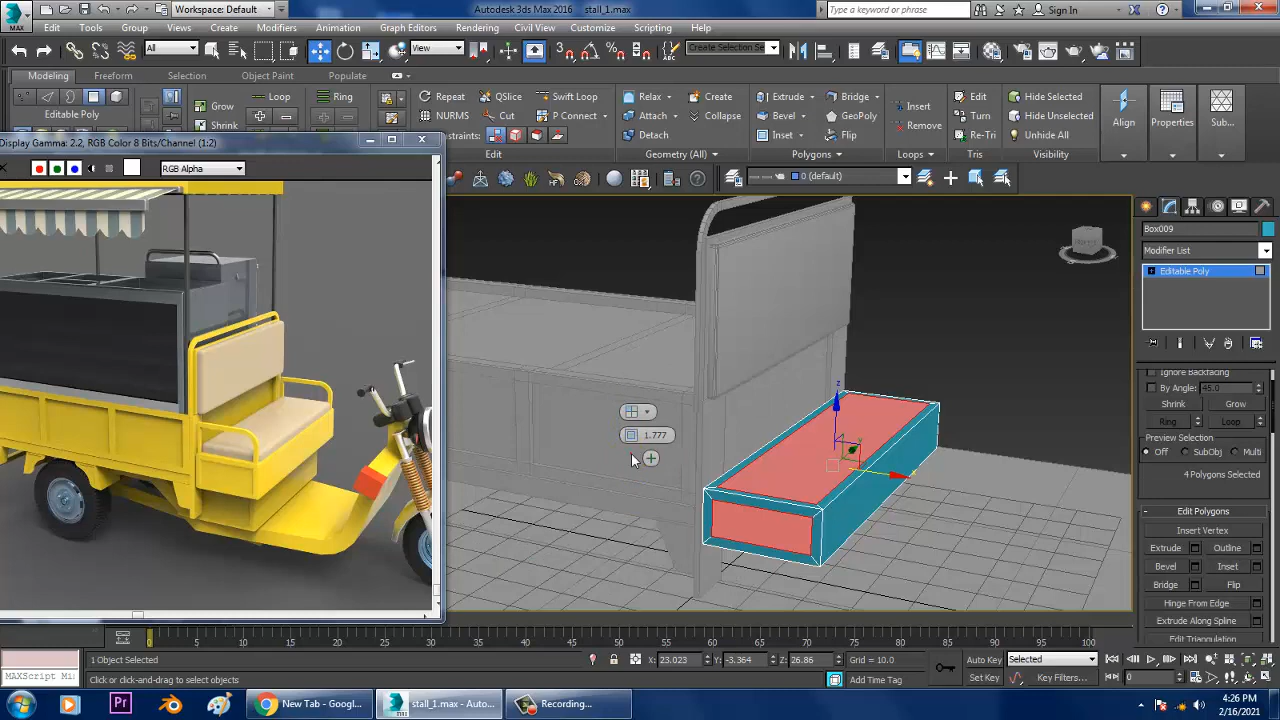 Workspace: Default
Autodesk 3ds Max 2016 stall_1.max
Type a keyword or phrase
Sign In
MAX
Edit Tools Group Views Create Modifiers Animation Graph Editors Rendering Civil View Customize Scripting Help
All
View
Create Selection Se
Modeling Freeform Selection Object Paint Populate
Grow Loop Ring Repeat QSlice Swift Loop Relax Create Extrude Bridge Insert Edit Hide Selected
NURMS Cut P Connect Attach Collapse Bevel GeoPoly Turn Hide Unselected
Shrink Constraints: Detach Inset Flip Remove Re-Tri Unhide All
Align Properties Sub...
Editable Poly
Edit Geometry (All) Polygons Loops Tris Visibility
Display Gamma: 2.2, RGB Color 8 Bits/Channel (1:2)
RGB Alpha
0 (default)
Box009
Modifier List
Editable Poly
1.777
z
x
Ignore Backfacing
By Angle: 45.0
Shrink Grow
Ring Loop
Preview Selection
Off SubObj Multi
4 Polygons Selected
Edit Polygons
Insert Vertex
Extrude Outline
Bevel Inset
Bridge Flip
Hinge From Edge
Extrude Along Spline
Edit Triangulation
0 5 10 15 20 25 30 35 40 45 50 55 60 65 70 75 80 85 90 95 100
1 Object Selected
X: 23.023 Y: -3.364 Z: 26.86 Grid = 10.0
Auto Key Selected
MAXScript Mi
Click or click-and-drag to select objects
Add Time Tag
Set Key Key Filters...
0
Pr
New Tab - Googl...
stall_1.max - Auto...
Recording...
4:26 PM
2/16/2021